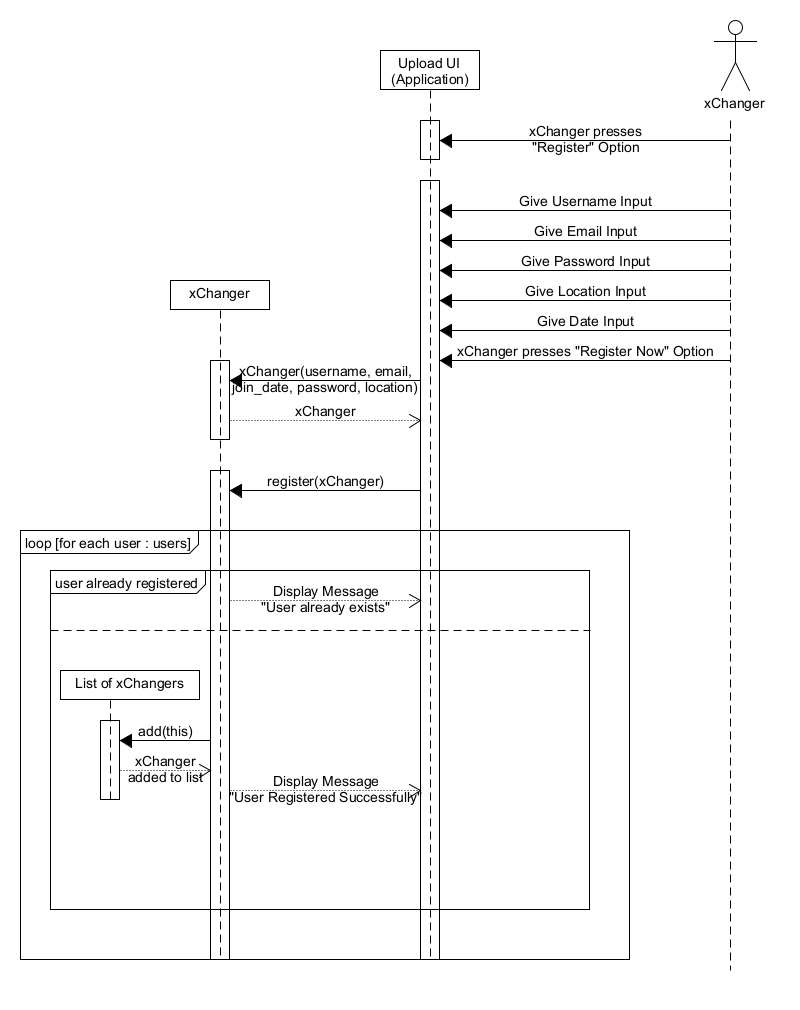 Upload UI
(Application)
xChanger
xChanger presses
"Register" Option
Give Username Input
Give Email Input
Give Password Input
xChanger
Give Location Input
Give Date Input
xChanger presses "Register Now" Option
xChanger(username, email,
join_date, password, location)
xChanger
register(xChanger)
loop [for each user : users]
user already registered
Display Message
"User already exists"
List of xChangers
add(this)
xChanger
added to list
Display Message
"User Registered Successfully"